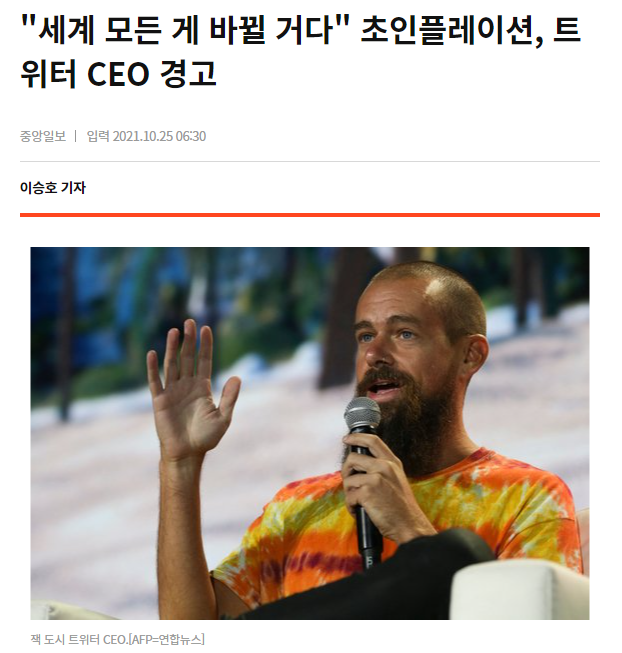 "세계 모든 게 바뀔 거다" 초인플레이션, 트
위터 CEO 경고
중앙일보 | 입력 2021.10.25 06:30
이승호 기자
잭 도시 트위터 CEO.[AFP=연합뉴스]